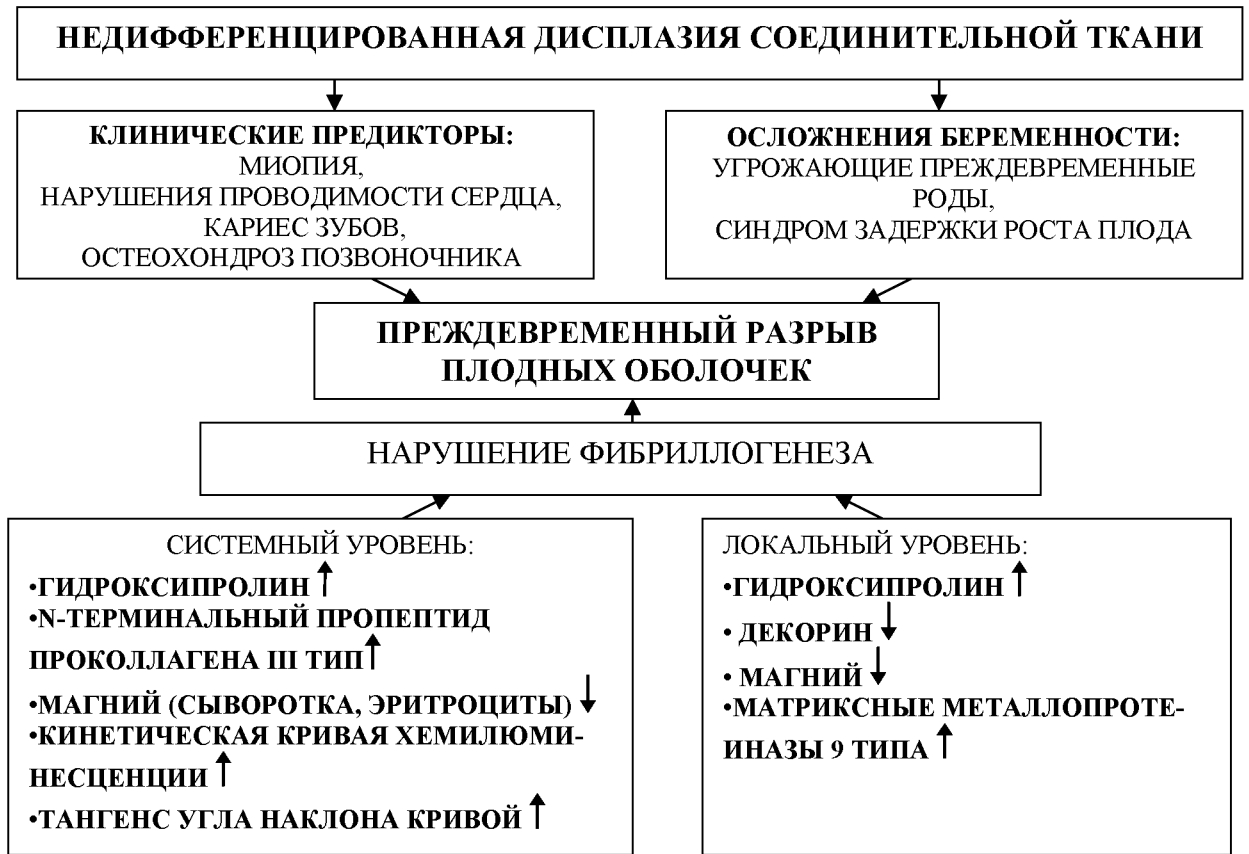 НЕДИФФЕРЕНЦИРОВАННАЯ ДИСПЛАЗИЯ СОЕДИНИТЕЛЬНОЙ ТКАНИ
КЛИНИЧЕСКИЕ ПРЕДИКТОРЫ:
МИОПИЯ,
НАРУШЕНИЯ ПРОВОДИМОСТИ СЕРДЦА,
КАРИЕС ЗУБОВ,
ОСТЕОХОНДРОЗ ПОЗВОНОЧНИКА
ОСЛОЖНЕНИЯ БЕРЕМЕННОСТИ:
УГРОЖАЮЩИЕ ПРЕЖДЕВРЕМЕННЫЕ
РОДЫ,
СИНДРОМ ЗАДЕРЖКИ РОСТА ПЛОДА
ПРЕЖДЕВРЕМЕННЫЙ РАЗРЫВ
ПЛОДНЫХ ОБОЛОЧЕК
НАРУШЕНИЕ ФИБРИЛЛОГЕНЕЗА
СИСТЕМНЫЙ УРОВЕНЬ:
•ГИДРОКСИПРОЛИН ↑
•N-ТЕРМИНАЛЬНЫЙ ПРОПЕПТИД
ПРОКОЛЛАГЕНА III ТИП ↑
•МАГНИЙ (СЫВОРОТКА, ЭРИТРОЦИТЫ) ↓
•КИНЕТИЧЕСКАЯ КРИВАЯ ХЕМИЛЮМИ-
НЕСЦЕНЦИИ ↑
•ТАНГЕНС УГЛА НАКЛОНА КРИВОЙ ↑
ЛОКАЛЬНЫЙ УРОВЕНЬ:
•ГИДРОКСИПРОЛИН ↑
• ДЕКОРИН ↓
• МАГНИЙ ↓
•МАТРИКСНЫЕ МЕТАЛЛОПРОТЕ-
ИНАЗЫ 9 ТИПА ↑